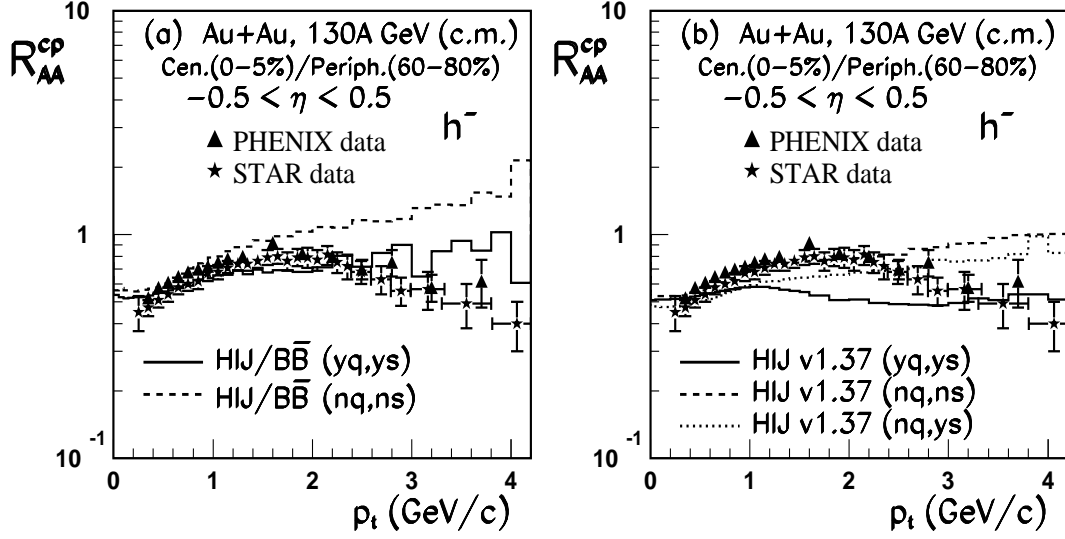 (a) Au+Au, 130A GeV (c.m.)
Cen.(0−5%)/Periph.(60−80%)
−0.5 < η < 0.5
h⁻
▲ PHENIX data
★ STAR data
HIJ/BB̅ (yq,ys)
HIJ/BB̅ (nq,ns)
R_AA^cp
10
1
10⁻¹
0 1 2 3 4
p_t (GeV/c)
(b) Au+Au, 130A GeV (c.m.)
Cen.(0−5%)/Periph.(60−80%)
−0.5 < η < 0.5
h⁻
▲ PHENIX data
★ STAR data
HIJ v1.37 (yq,ys)
HIJ v1.37 (nq,ns)
HIJ v1.37 (nq,ys)
R_AA^cp
10
1
10⁻¹
0 1 2 3 4
p_t (GeV/c)